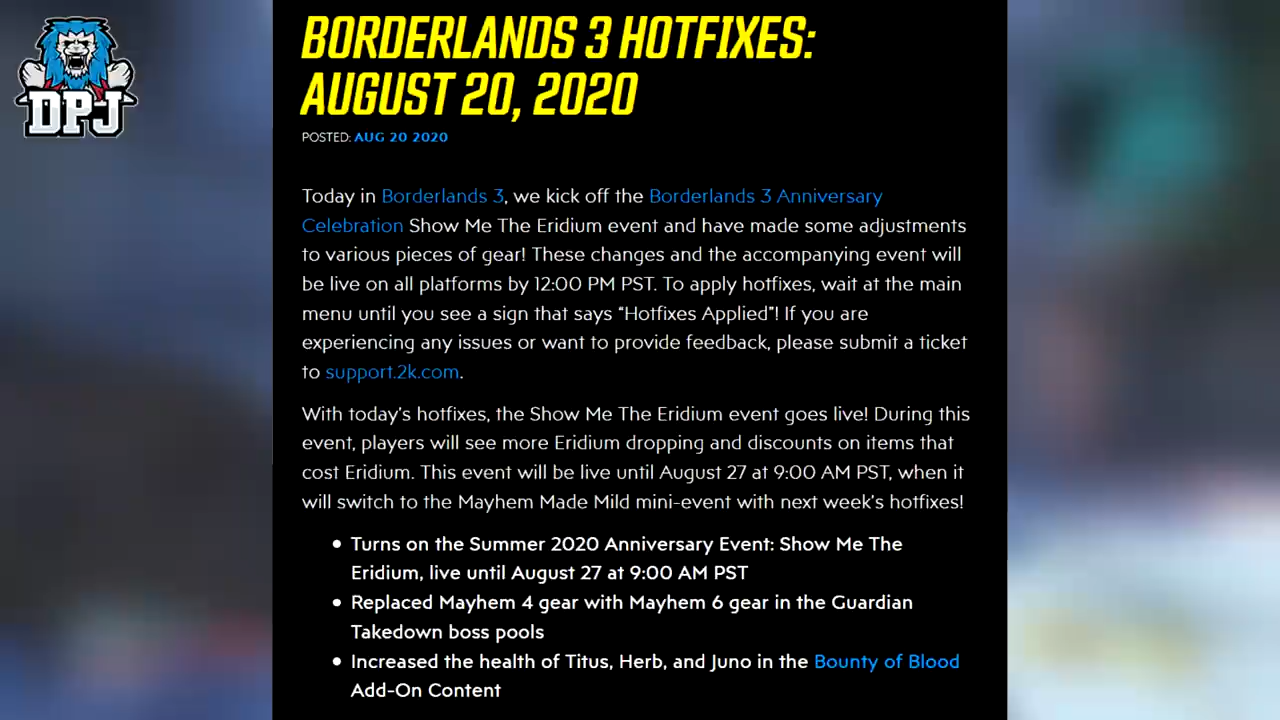 DPJ
BORDERLANDS 3 HOTFIXES:
AUGUST 20, 2020
POSTED: AUG 20 2020
Today in Borderlands 3, we kick off the Borderlands 3 Anniversary
Celebration Show Me The Eridium event and have made some adjustments
to various pieces of gear! These changes and the accompanying event will
be live on all platforms by 12:00 PM PST. To apply hotfixes, wait at the main
menu until you see a sign that says “Hotfixes Applied”! If you are
experiencing any issues or want to provide feedback, please submit a ticket
to support.2k.com.
With today’s hotfixes, the Show Me The Eridium event goes live! During this
event, players will see more Eridium dropping and discounts on items that
cost Eridium. This event will be live until August 27 at 9:00 AM PST, when it
will switch to the Mayhem Made Mild mini-event with next week’s hotfixes!
• Turns on the Summer 2020 Anniversary Event: Show Me The
Eridium, live until August 27 at 9:00 AM PST
• Replaced Mayhem 4 gear with Mayhem 6 gear in the Guardian
Takedown boss pools
• Increased the health of Titus, Herb, and Juno in the Bounty of Blood
Add-On Content